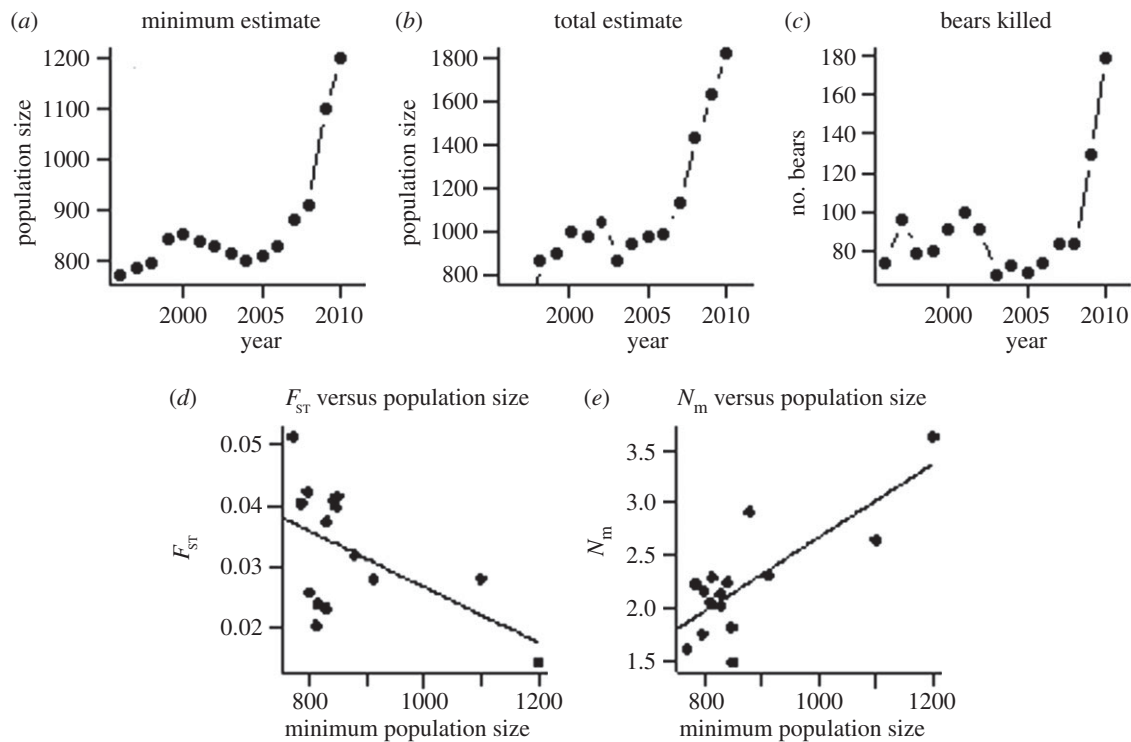 (a) minimum estimate
1200
1100
1000
900
800
population size
2000 2005 2010
year
(b) total estimate
1800
1600
1400
1200
1000
800
population size
2000 2005 2010
year
(c) bears killed
180
160
140
120
100
80
no. bears
2000 2005 2010
year
(d) F_ST versus population size
0.05
0.04
0.03
0.02
F_ST
800 1000 1200
minimum population size
(e) N_m versus population size
3.5
3.0
2.5
2.0
1.5
N_m
800 1000 1200
minimum population size